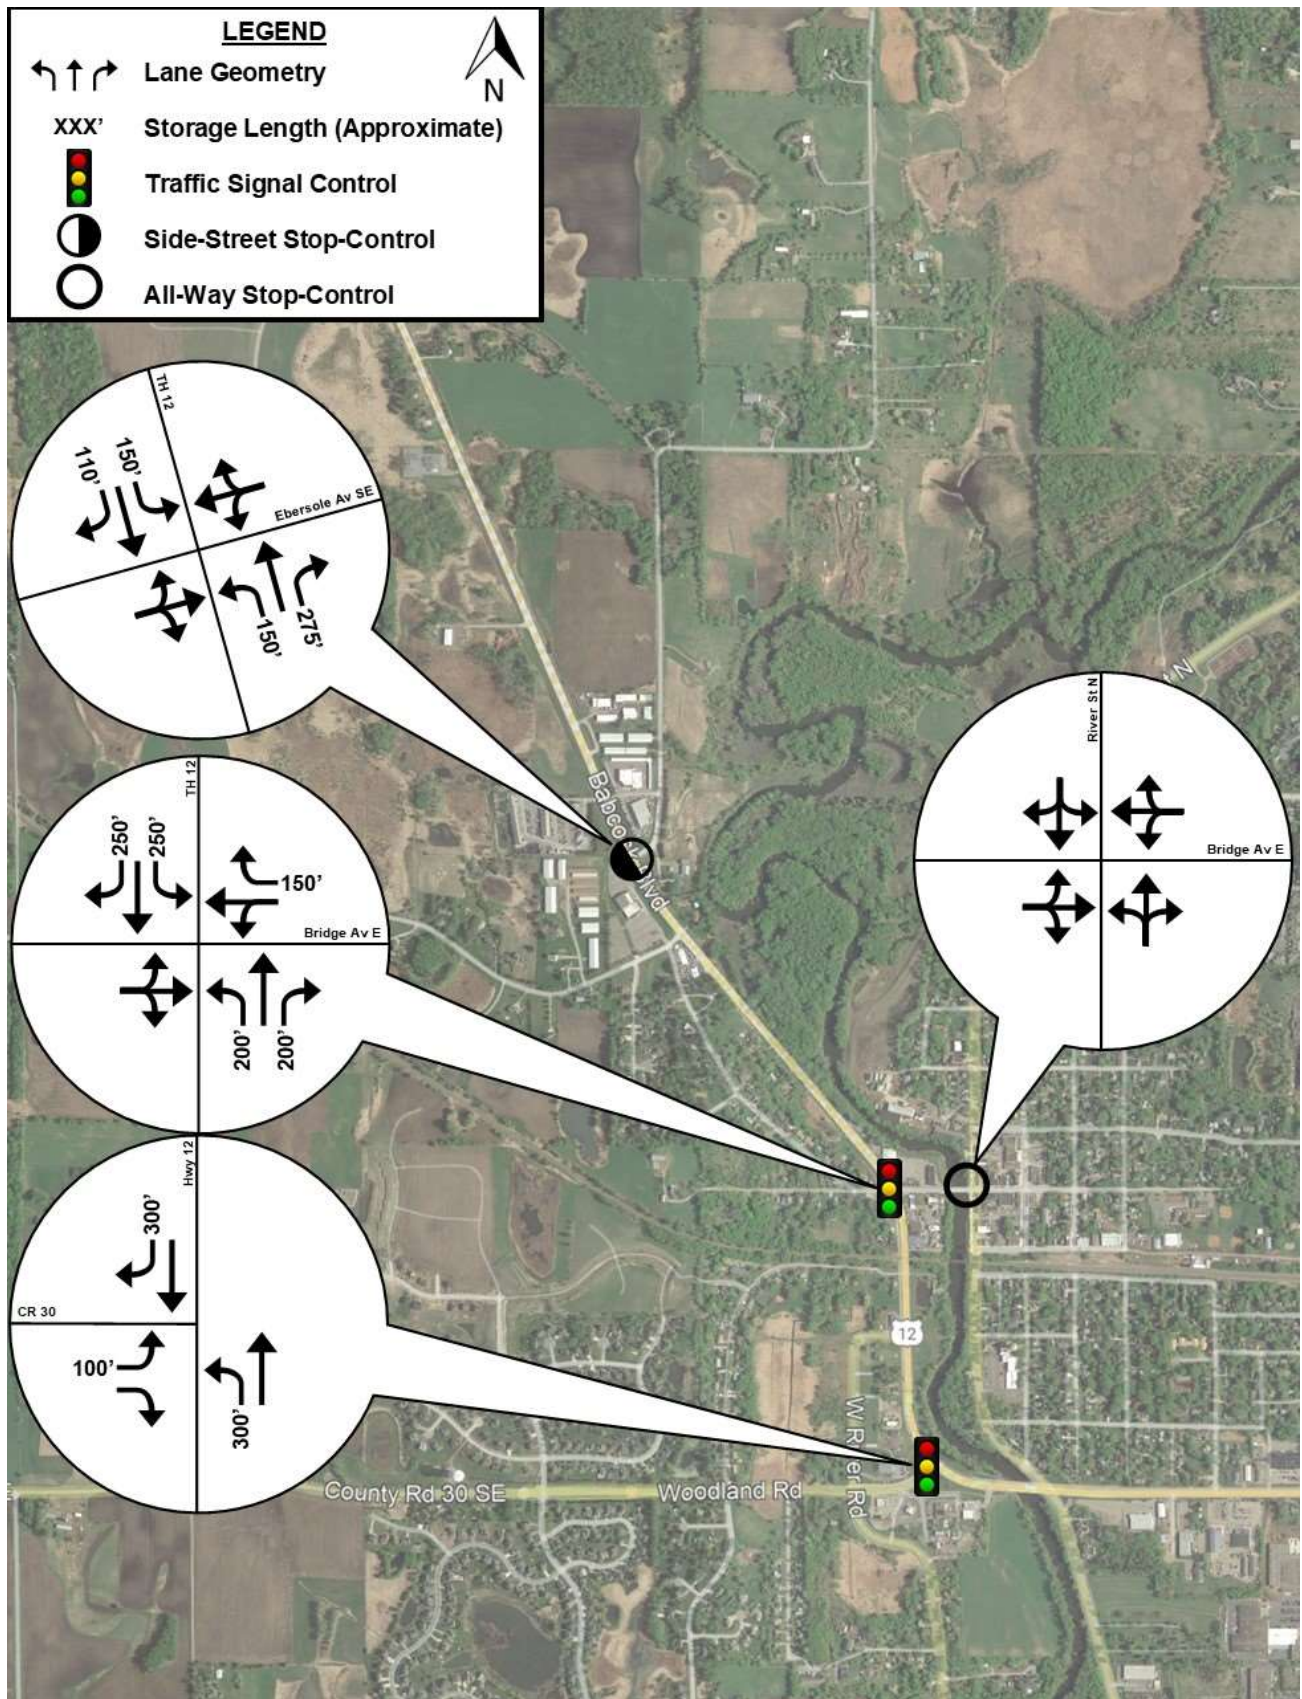 LEGEND
N
Lane Geometry
XXX' Storage Length (Approximate)
Traffic Signal Control
Side-Street Stop-Control
All-Way Stop-Control
TH 12
110'
150'
Ebersole Av SE
150'
275'
TH 12
250'
250'
150'
Bridge Av E
200'
200'
Hwy 12
300'
CR 30
100'
300'
River St N
Bridge Av E
t N
Babco
lvd
12
W River Rd
County Rd 30 SE
Woodland Rd